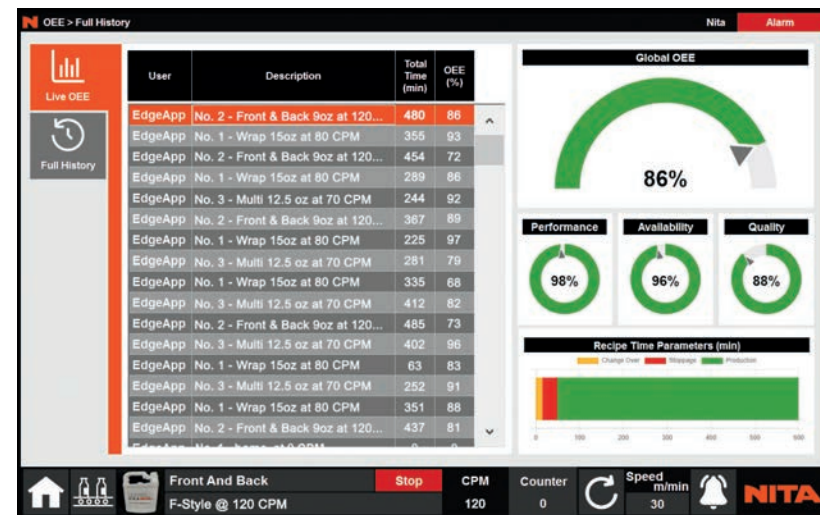 N OEE > Full History Nita Alarm
Live OEE
Full History
User Description Total Time (min) OEE (%)
EdgeApp No. 2 - Front & Back 9oz at 120... 480 86
EdgeApp No. 1 - Wrap 15oz at 80 CPM 355 93
EdgeApp No. 2 - Front & Back 9oz at 120... 454 72
EdgeApp No. 1 - Wrap 15oz at 80 CPM 289 86
EdgeApp No. 3 - Multi 12.5 oz at 70 CPM 244 92
EdgeApp No. 2 - Front & Back 9oz at 120... 367 89
EdgeApp No. 1 - Wrap 15oz at 80 CPM 225 97
EdgeApp No. 3 - Multi 12.5 oz at 70 CPM 281 79
EdgeApp No. 1 - Wrap 15oz at 80 CPM 335 68
EdgeApp No. 3 - Multi 12.5 oz at 70 CPM 412 82
EdgeApp No. 2 - Front & Back 9oz at 120... 485 73
EdgeApp No. 3 - Multi 12.5 oz at 70 CPM 402 96
EdgeApp No. 1 - Wrap 15oz at 80 CPM 63 83
EdgeApp No. 3 - Multi 12.5 oz at 70 CPM 252 91
EdgeApp No. 1 - Wrap 15oz at 80 CPM 351 88
EdgeApp No. 2 - Front & Back 9oz at 120... 437 81
Global OEE
86%
Performance Availability Quality
98% 96% 88%
Recipe Time Parameters (min)
Change Over Stoppage Production
0 100 200 300 400 500 600
Front And Back Stop CPM Counter Speed m/min
F-Style @ 120 CPM 120 0 30
NITA